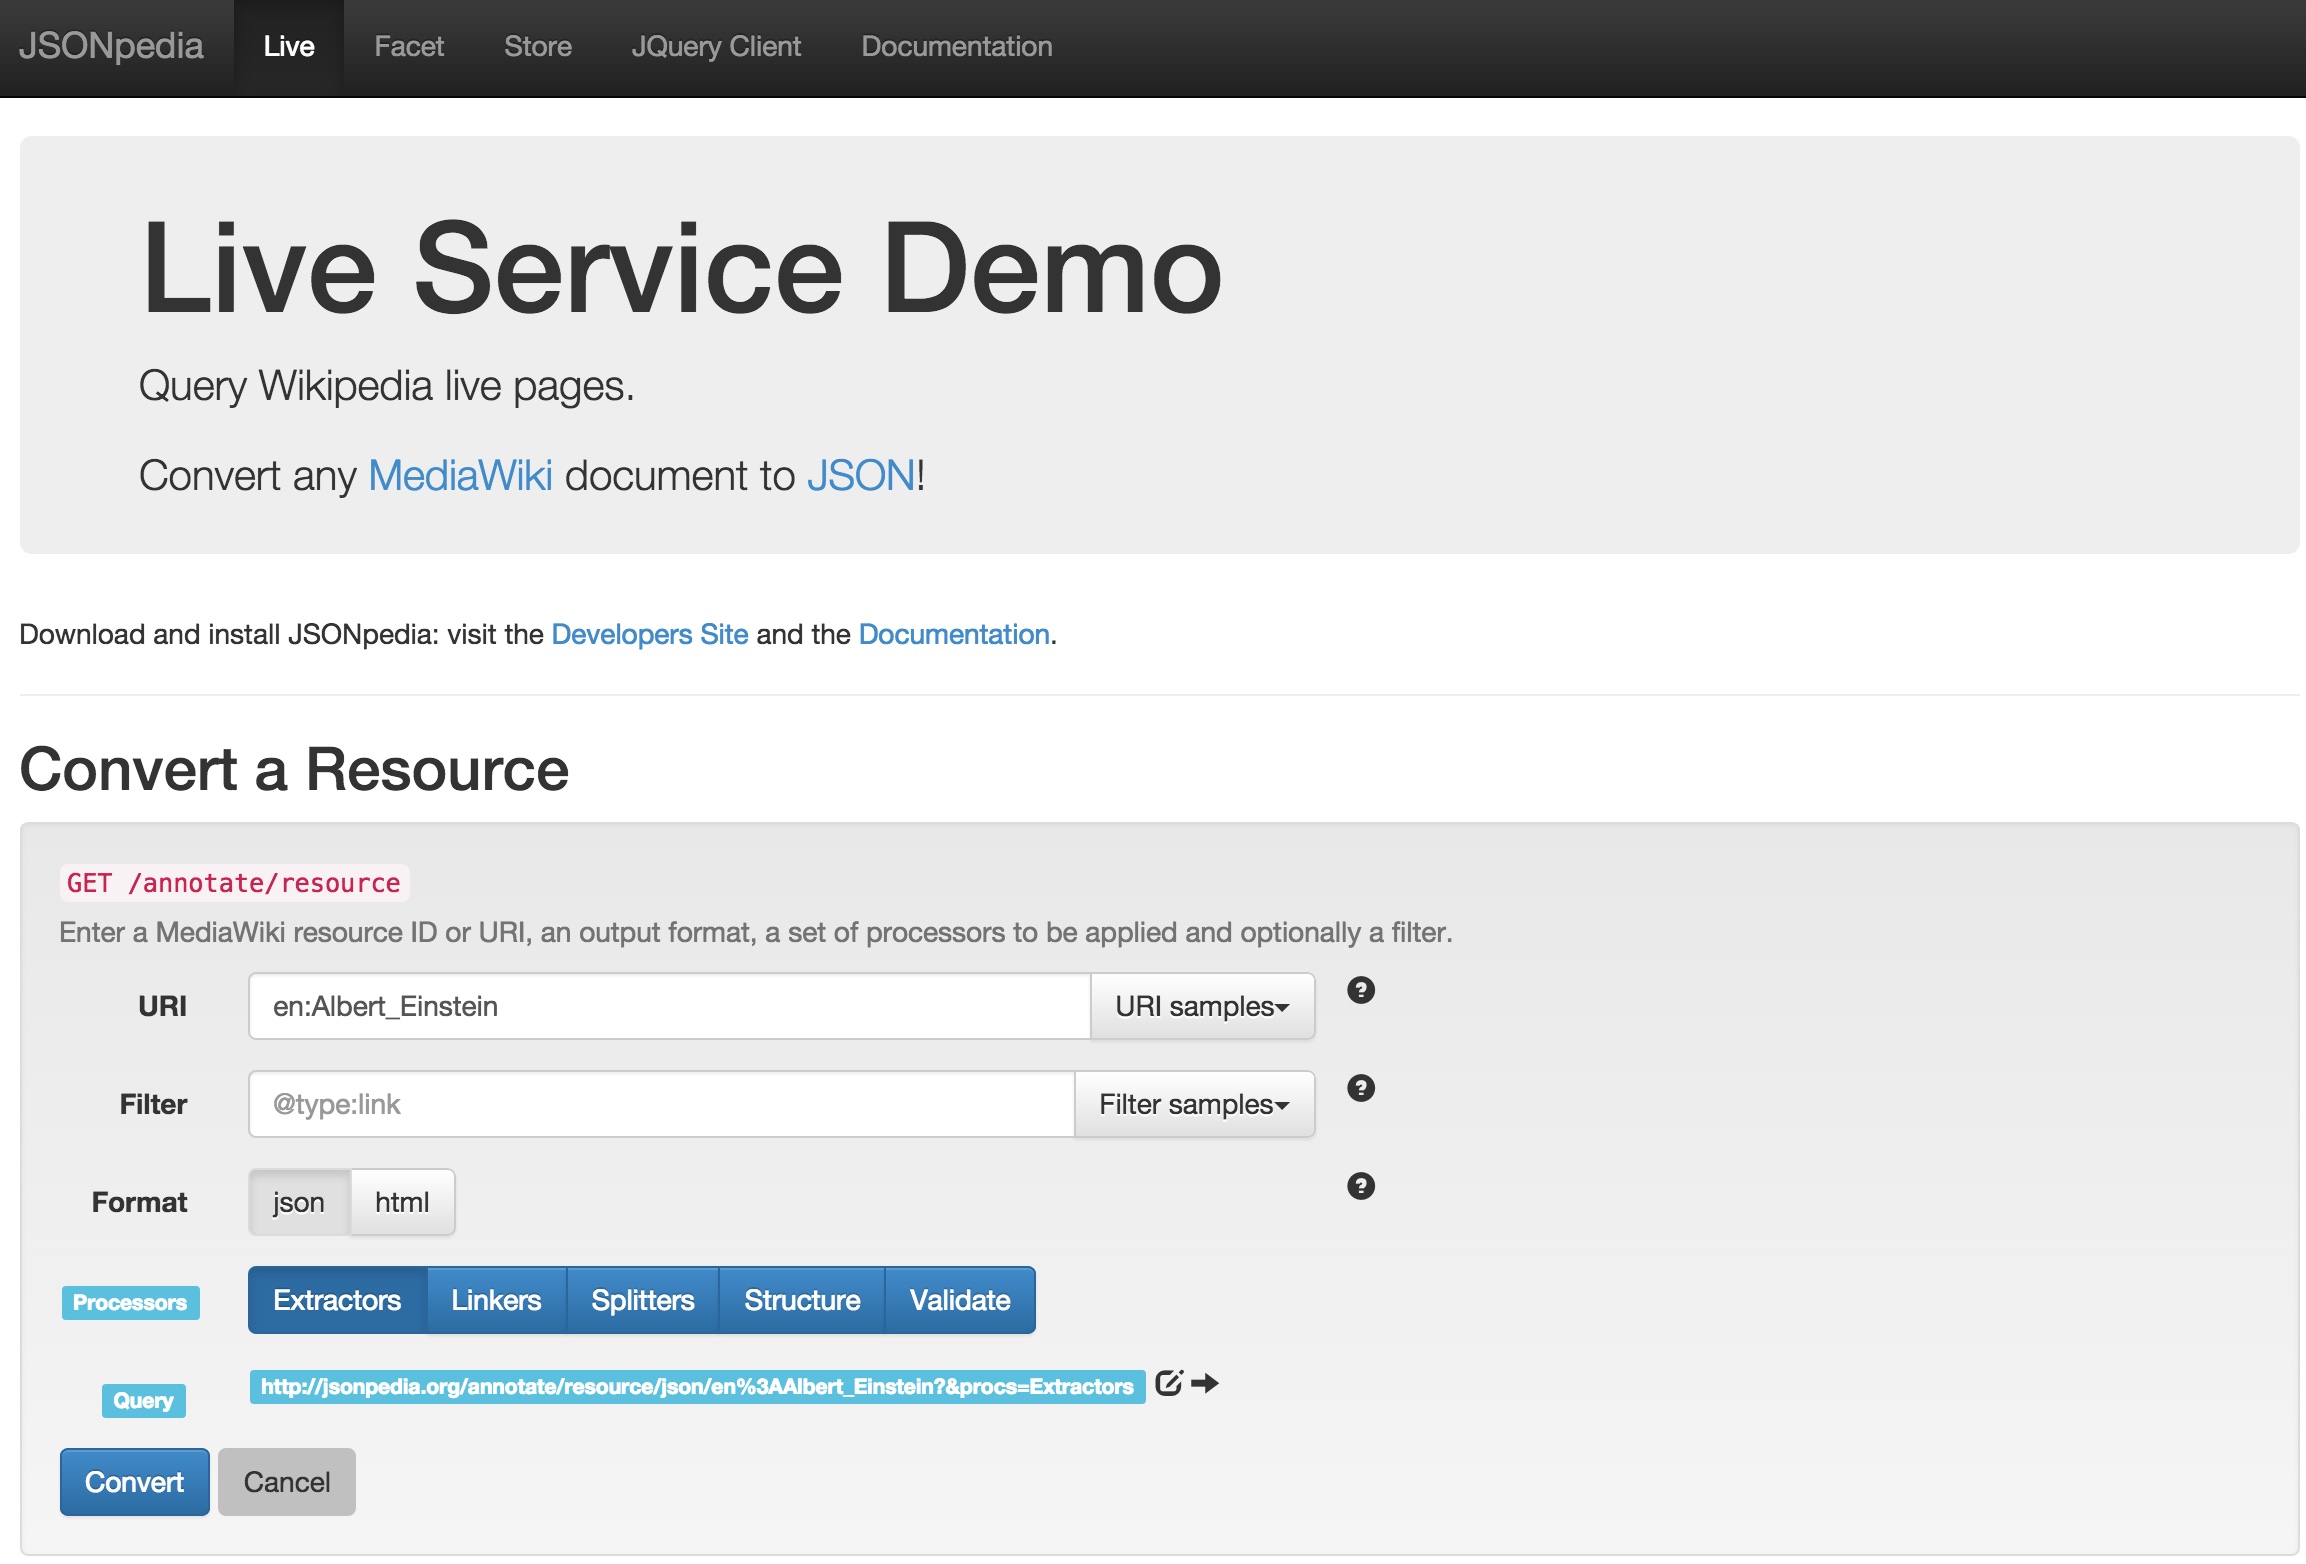 JSONpedia Live Facet Store JQuery Client Documentation
Live Service Demo
Query Wikipedia live pages.
Convert any MediaWiki document to JSON!
Download and install JSONpedia: visit the Developers Site and the Documentation.
Convert a Resource
GET /annotate/resource
Enter a MediaWiki resource ID or URI, an output format, a set of processors to be applied and optionally a filter.
URI en:Albert_Einstein URI samples
Filter @type:link Filter samples
Format json html
Processors Extractors Linkers Splitters Structure Validate
Query http://jsonpedia.org/annotate/resource/json/en%3AAlbert_Einstein?&procs=Extractors
Convert Cancel